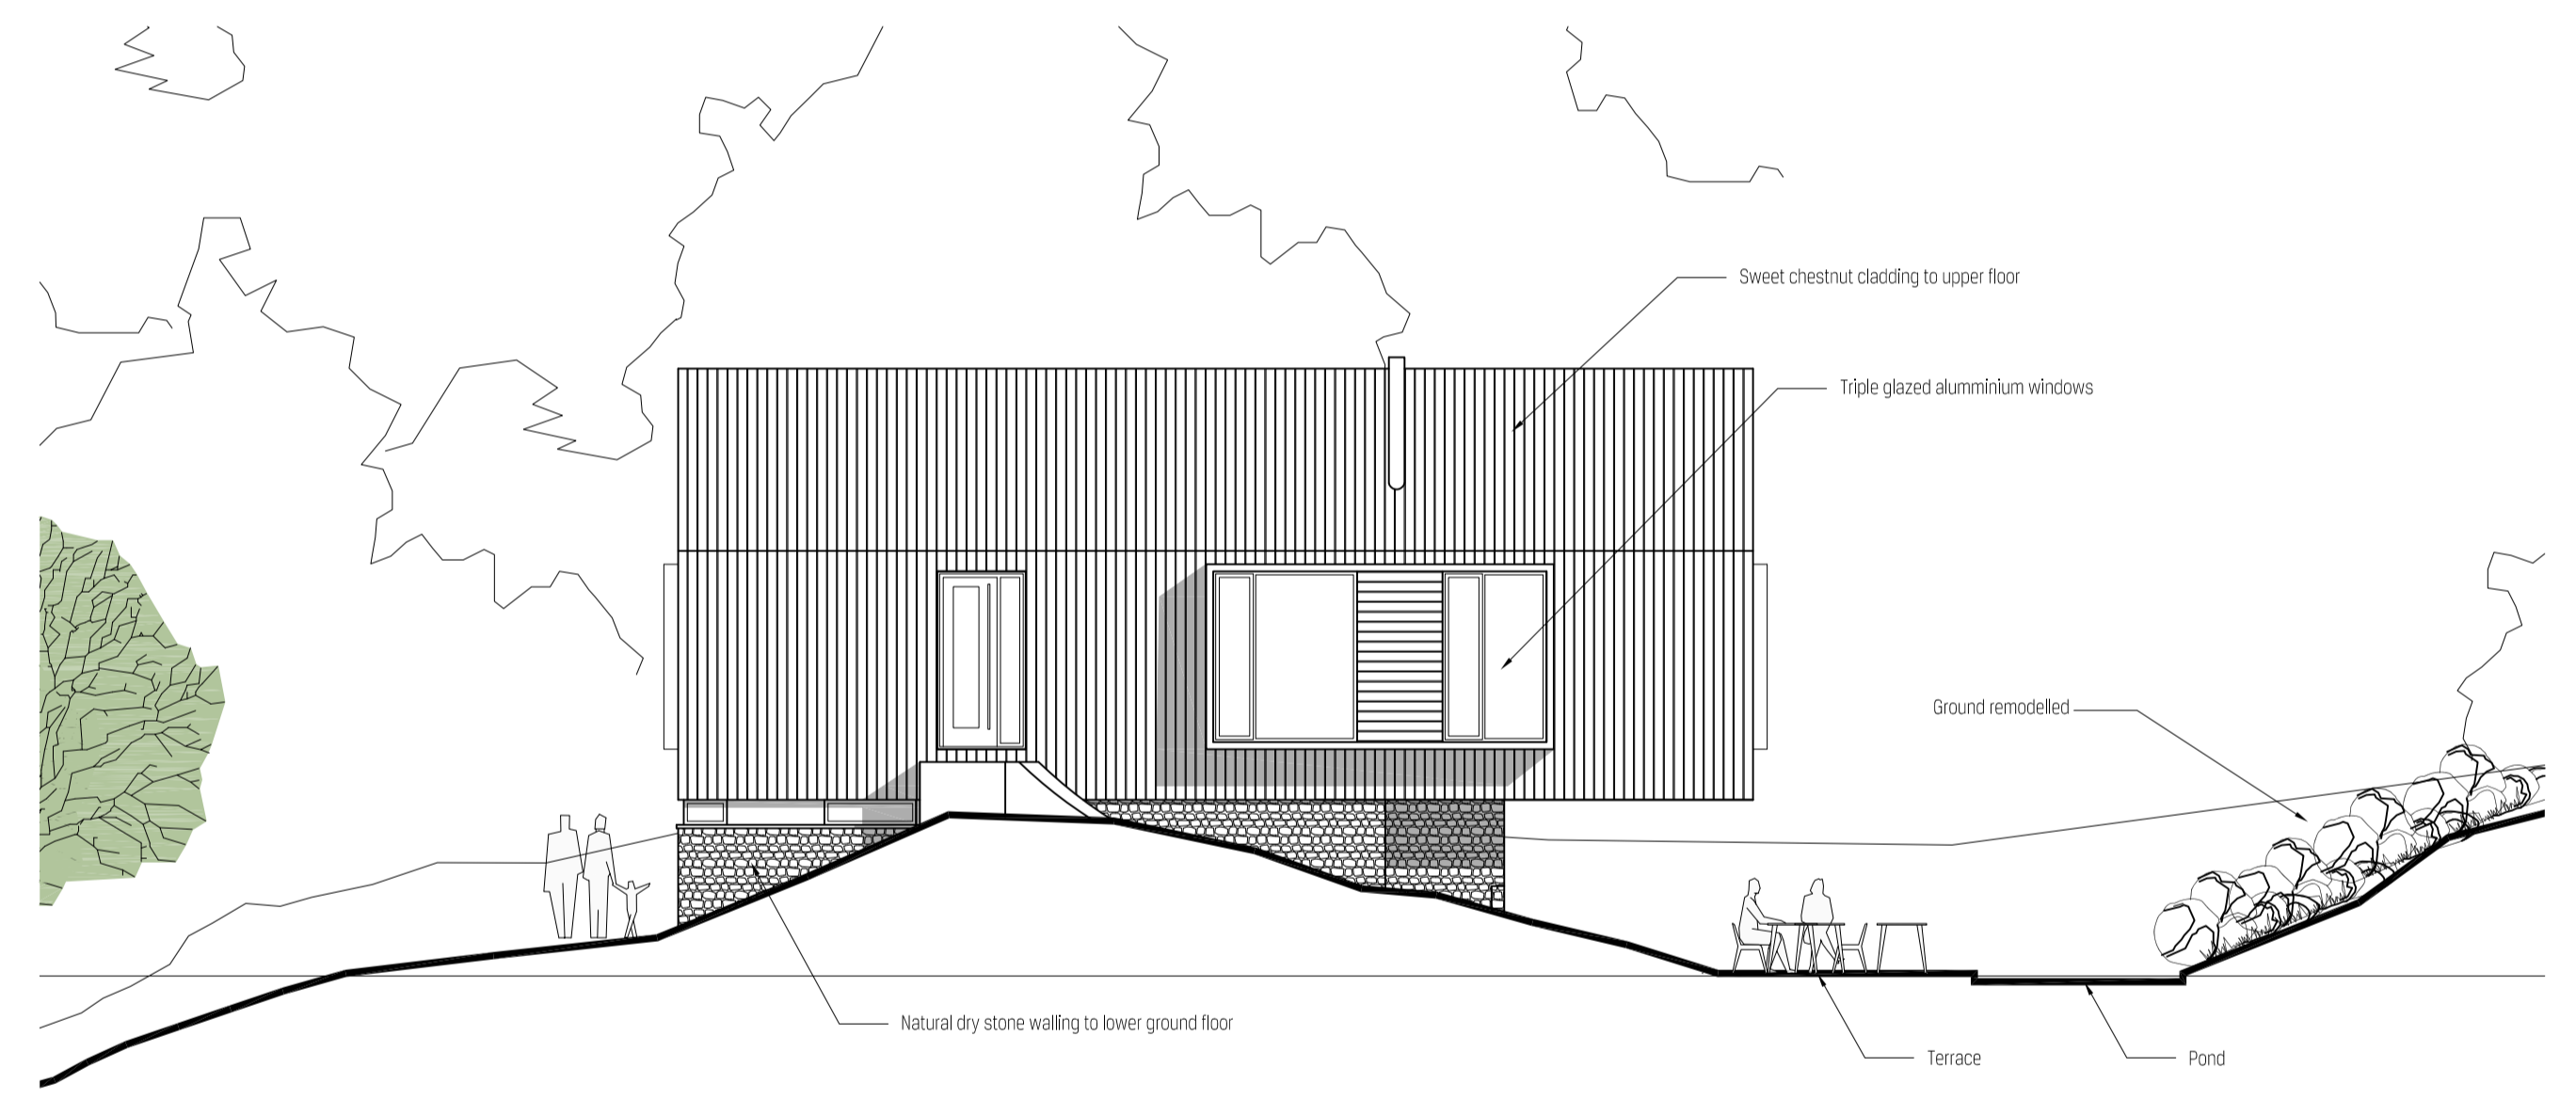 Sweet chestnut cladding to upper floor
Triple glazed alumminium windows
Ground remodelled
Natural dry stone walling to lower ground floor
Terrace
Pond